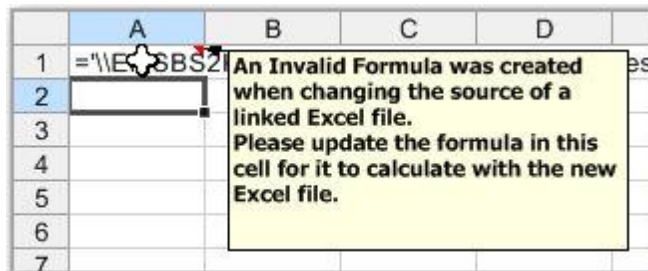 A B C D
1 ='\\E SBS2
An Invalid Formula was created
when changing the source of a
linked Excel file.
Please update the formula in this
cell for it to calculate with the new
Excel file.
2
3
4
5
6
7